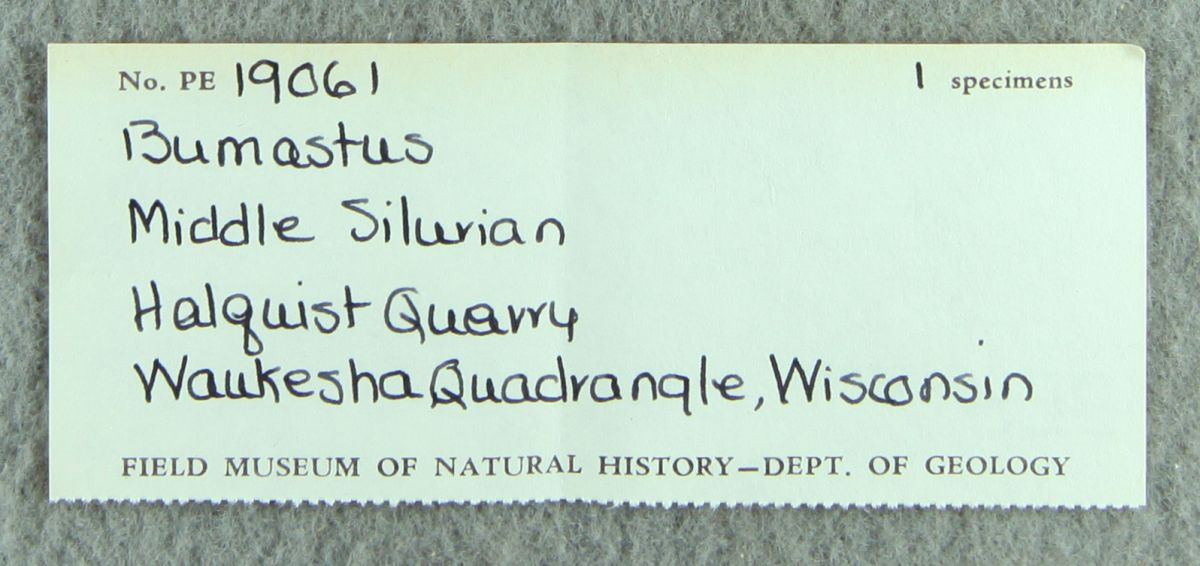 No. PE 19061 1 specimens
Bumastus
Middle Silurian
Halquist Quarry
Waukesha Quadrangle, Wisconsin
FIELD MUSEUM OF NATURAL HISTORY—DEPT. OF GEOLOGY